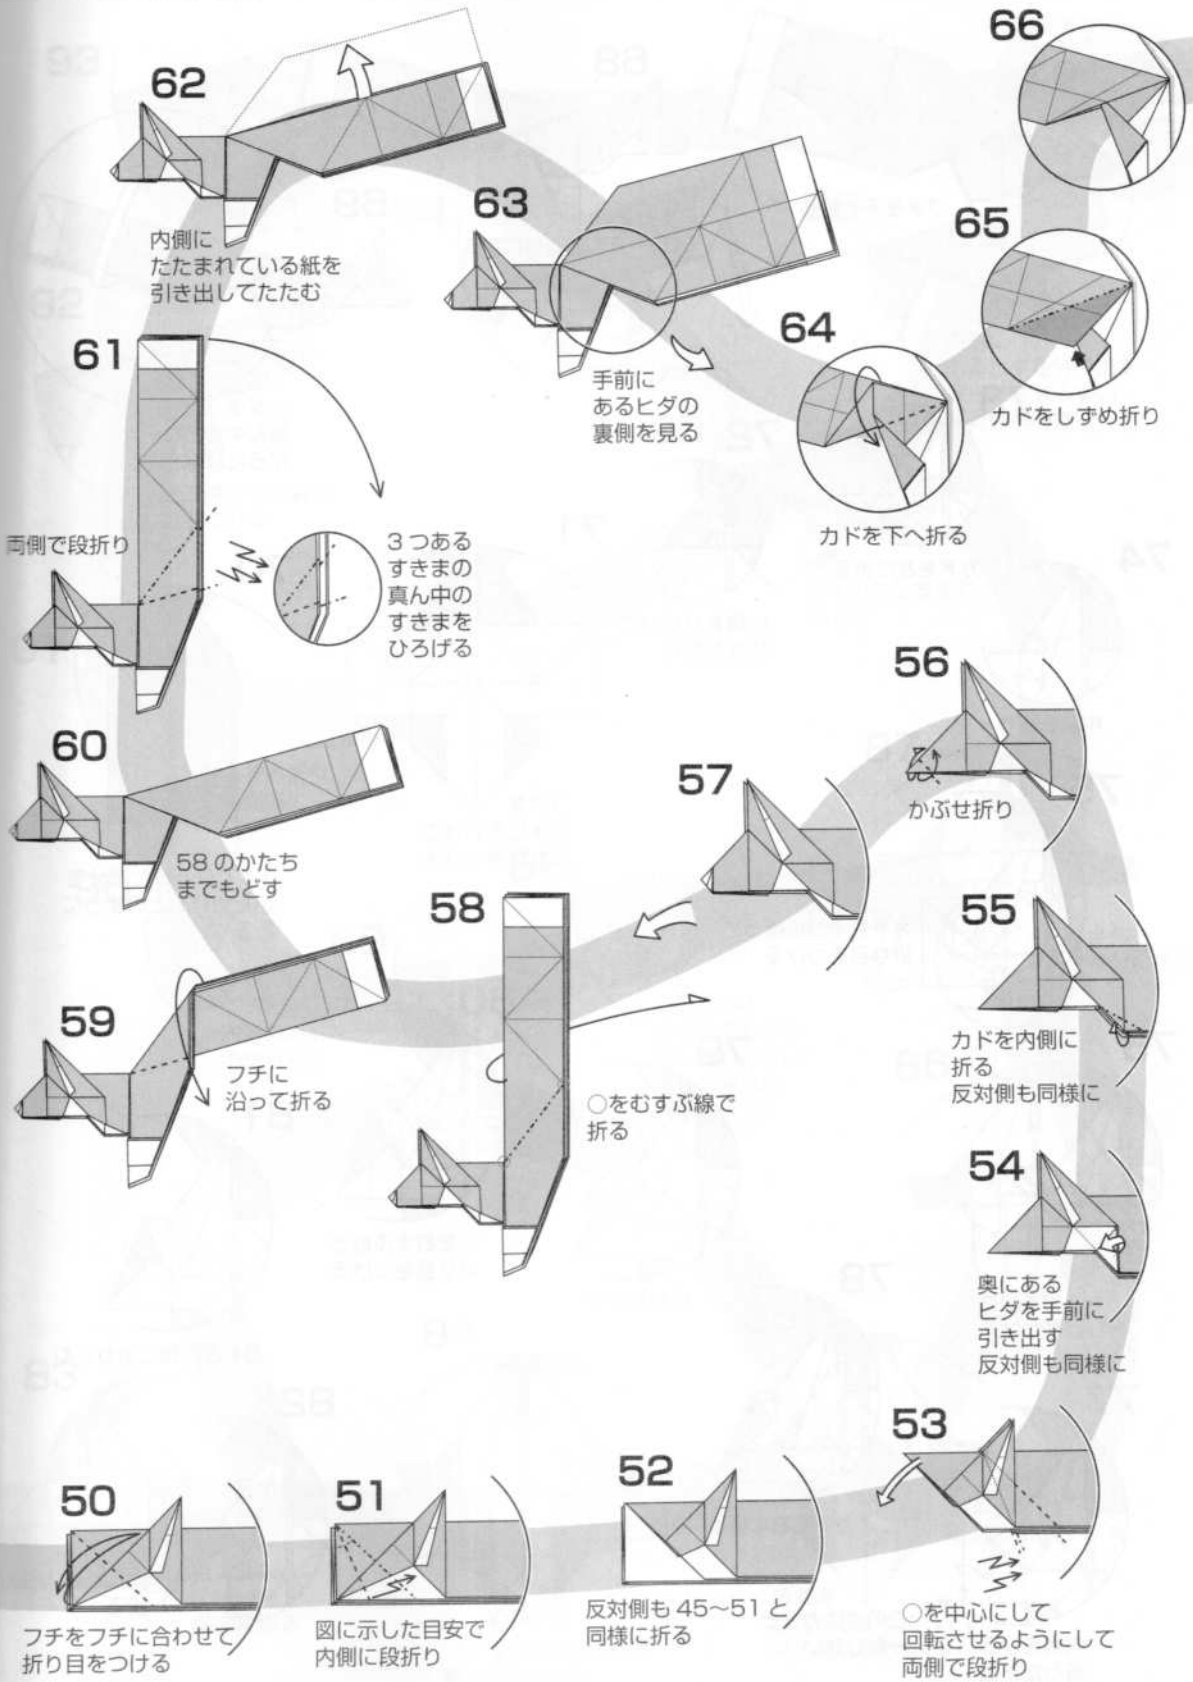 50
フチをフチに合わせて
折り目をつける
51
図に示した目安で
内側に段折り
52
反対側も 45～51 と
同様に折る
53
○を中心にして
回転させるようにして
両側で段折り
54
奥にある
ヒダを手前に
引き出す
反対側も同様に
55
カドを内側に
折る
反対側も同様に
56
かぶせ折り
57
58
○をむすぶ線で
折る
59
フチに
沿って折る
60
58 のかたち
までもどす
61
両側で段折り
3つある
すきまの
真ん中の
すきまを
ひろげる
62
内側に
たたまれている紙を
引き出してたたむ
63
手前に
あるヒダの
裏側を見る
64
カドを下へ折る
65
カドをしずめ折り
66